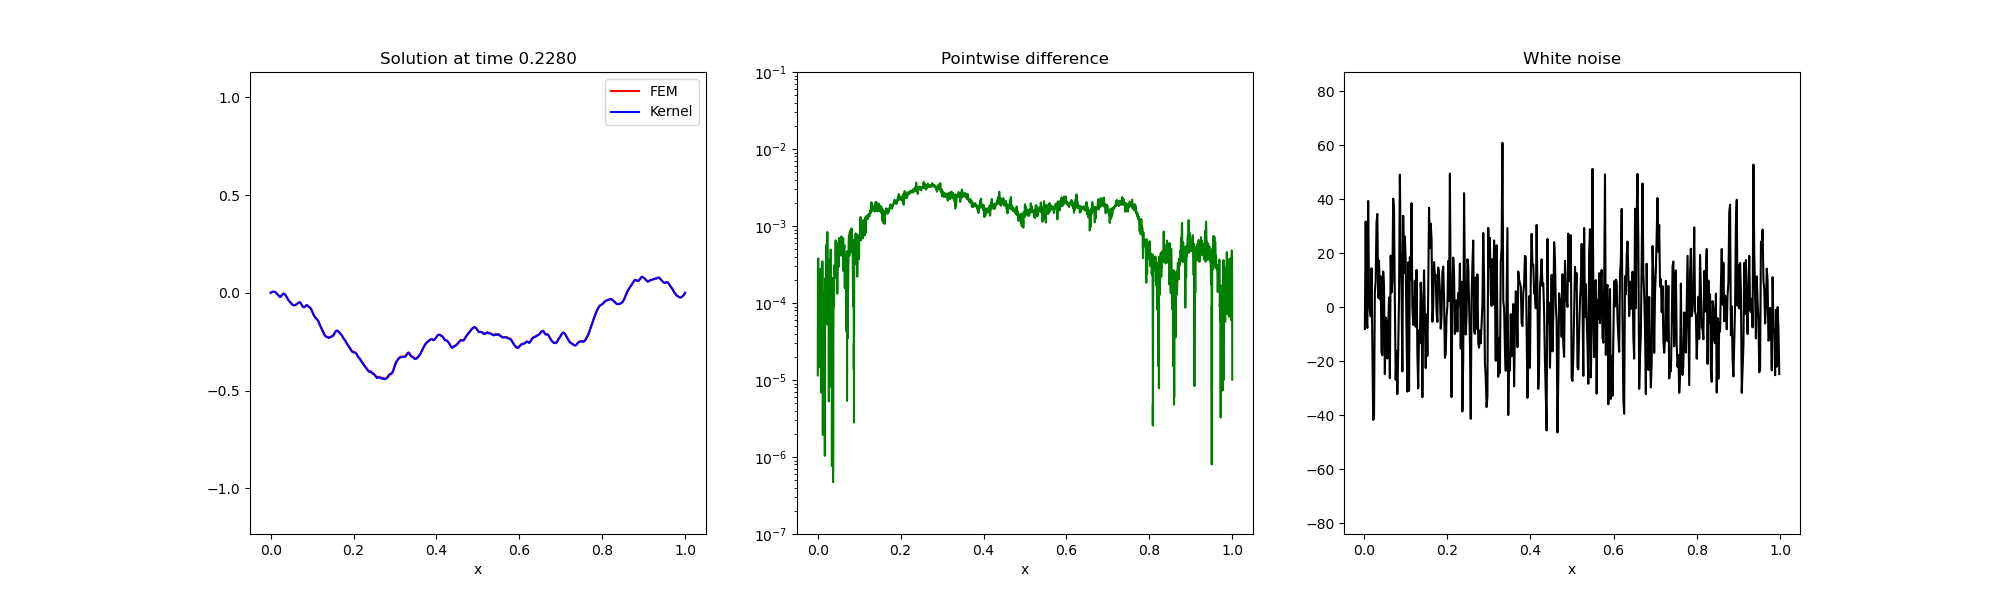 Solution at time 0.2280
1.0
0.5
0.0
−0.5
−1.0
0.0 0.2 0.4 0.6 0.8 1.0
x
FEM
Kernel
Pointwise difference
10⁻¹
10⁻²
10⁻³
10⁻⁴
10⁻⁵
10⁻⁶
10⁻⁷
0.0 0.2 0.4 0.6 0.8 1.0
x
White noise
80
60
40
20
0
−20
−40
−60
−80
0.0 0.2 0.4 0.6 0.8 1.0
x